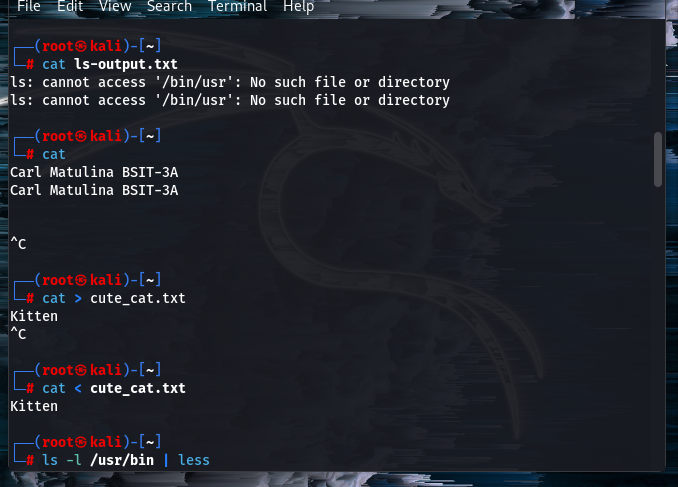 File Edit View Search Terminal Help
┌──(root㉿kali)-[~]
└─# cat ls-output.txt
ls: cannot access '/bin/usr': No such file or directory
ls: cannot access '/bin/usr': No such file or directory
┌──(root㉿kali)-[~]
└─# cat
Carl Matulina BSIT-3A
Carl Matulina BSIT-3A
^C
┌──(root㉿kali)-[~]
└─# cat > cute_cat.txt
Kitten
^C
┌──(root㉿kali)-[~]
└─# cat < cute_cat.txt
Kitten
┌──(root㉿kali)-[~]
└─# ls -l /usr/bin | less